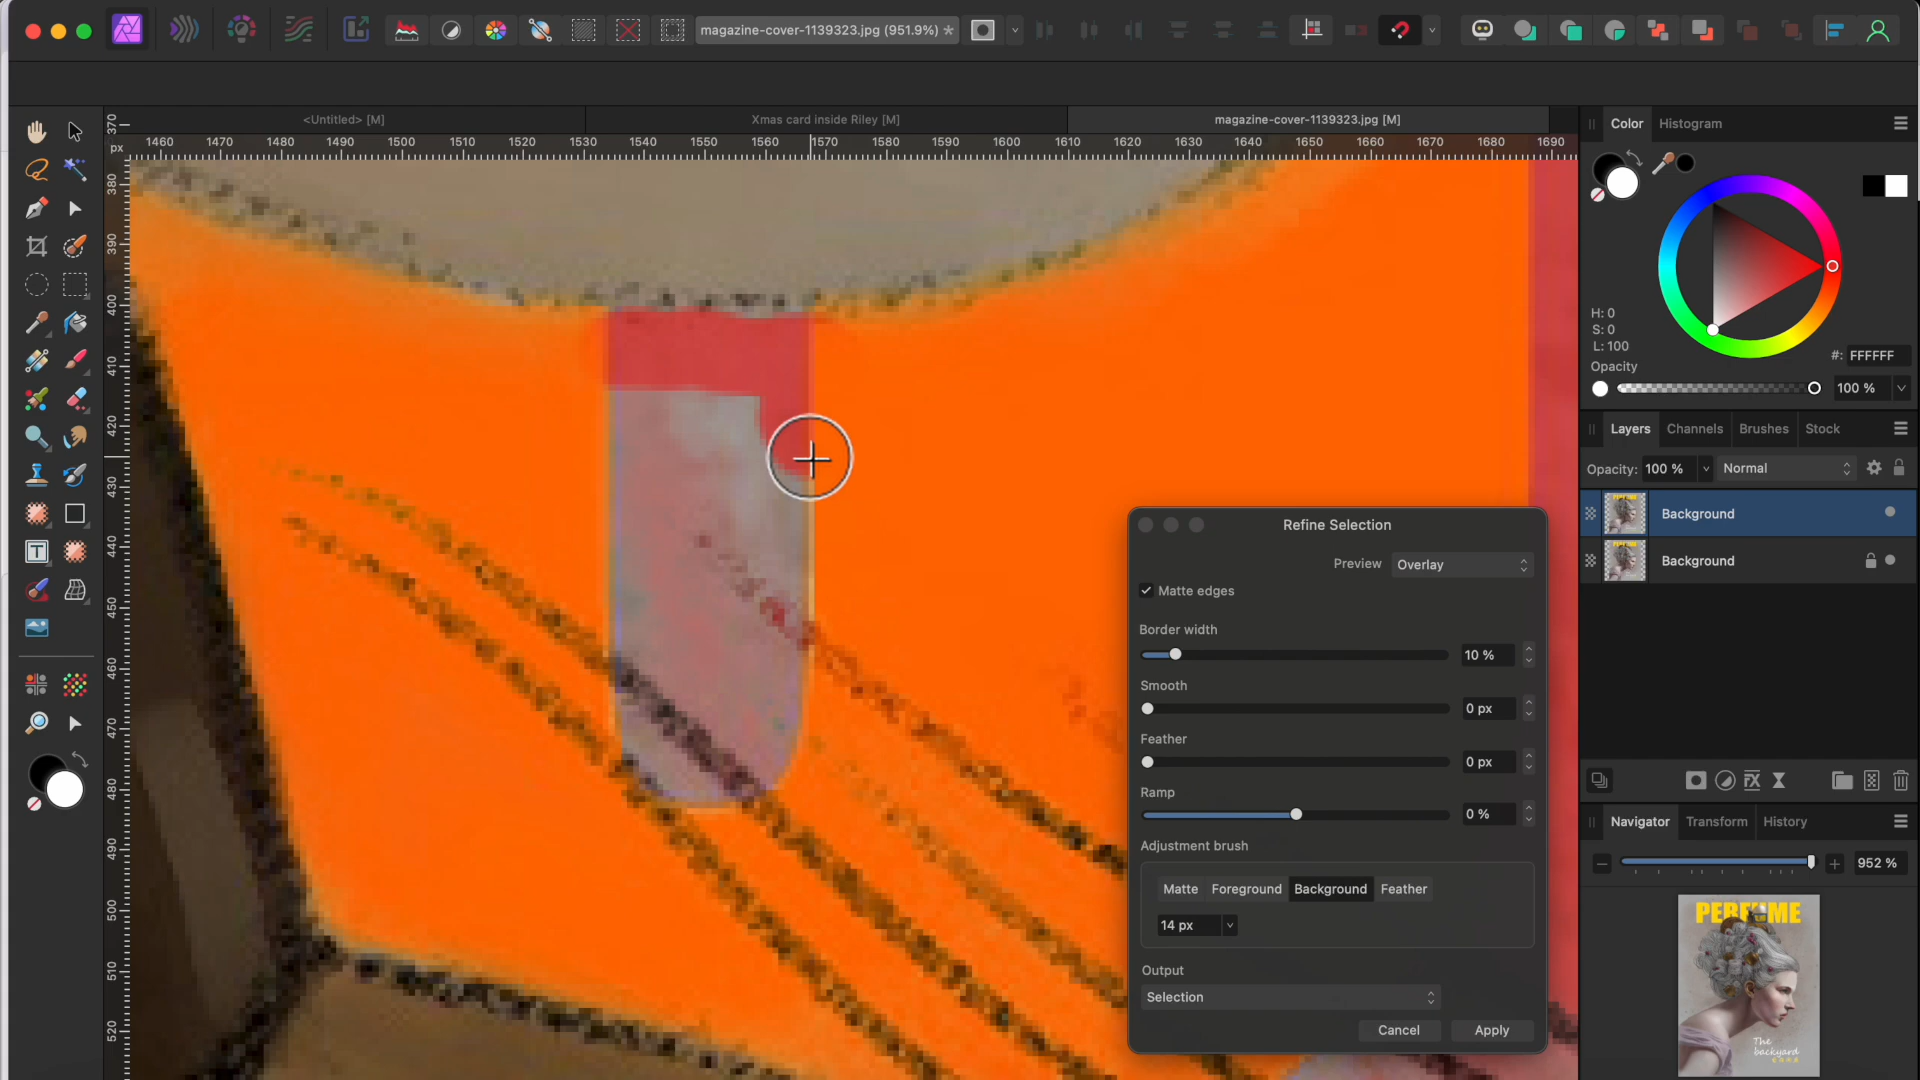 magazine-cover-1139323.jpg (951.9%) *
<Untitled> [M]
Xmas card inside Riley [M]
magazine-cover-1139323.jpg [M]
px
1460 1470 1480 1490 1500 1510 1520 1530 1540 1550 1560 1570 1580 1590 1600 1610 1620 1630 1640 1650 1660 1670 1680 1690
370
380
390
400
410
420
430
440
450
460
470
480
490
500
510
520
Color
Histogram
H: 0
S: 0
L: 100
#: FFFFFF
Opacity
100 %
Layers
Channels
Brushes
Stock
Opacity: 100 %
Normal
Background
Background
Refine Selection
Preview Overlay
Matte edges
Border width
10 %
Smooth
0 px
Feather
0 px
Ramp
0 %
Adjustment brush
Matte Foreground Background Feather
14 px
Output
Selection
Cancel
Apply
Navigator
Transform
History
952 %
PERFUME
The
backyard